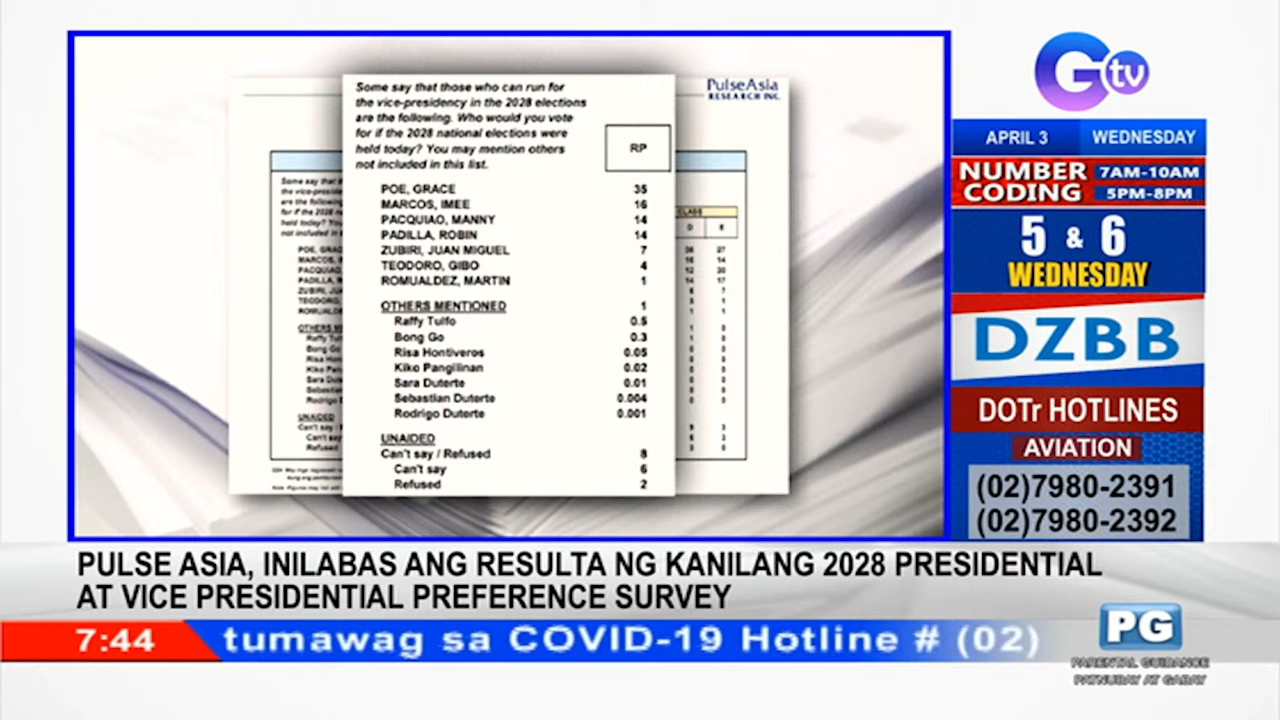 Some say that those who can run for
the vice-presidency in the 2028 elections
are the following. Who would you vote
for if the 2028 national elections were
held today? You may mention others
not included in this list.
RP
POE, GRACE 35
MARCOS, IMEE 16
PACQUIAO, MANNY 14
PADILLA, ROBIN 14
ZUBIRI, JUAN MIGUEL 7
TEODORO, GIBO 4
ROMUALDEZ, MARTIN 1
OTHERS MENTIONED 1
Raffy Tulfo 0.5
Bong Go 0.3
Risa Hontiveros 0.05
Kiko Pangilinan 0.02
Sara Duterte 0.01
Sebastian Duterte 0.004
Rodrigo Duterte 0.001
UNAIDED
Can't say / Refused 8
Can't say 6
Refused 2
PulseAsia
RESEARCH INC.
CLASS
D E
Gtv
APRIL 3 WEDNESDAY
NUMBER CODING
7AM-10AM
5PM-8PM
5 & 6
WEDNESDAY
DZBB
DOTr HOTLINES
AVIATION
(02)7980-2391
(02)7980-2392
PULSE ASIA, INILABAS ANG RESULTA NG KANILANG 2028 PRESIDENTIAL
AT VICE PRESIDENTIAL PREFERENCE SURVEY
7:44 tumawag sa COVID-19 Hotline # (02)
PG
PARENTAL GUIDANCE
PATNUBAY AT GABAY